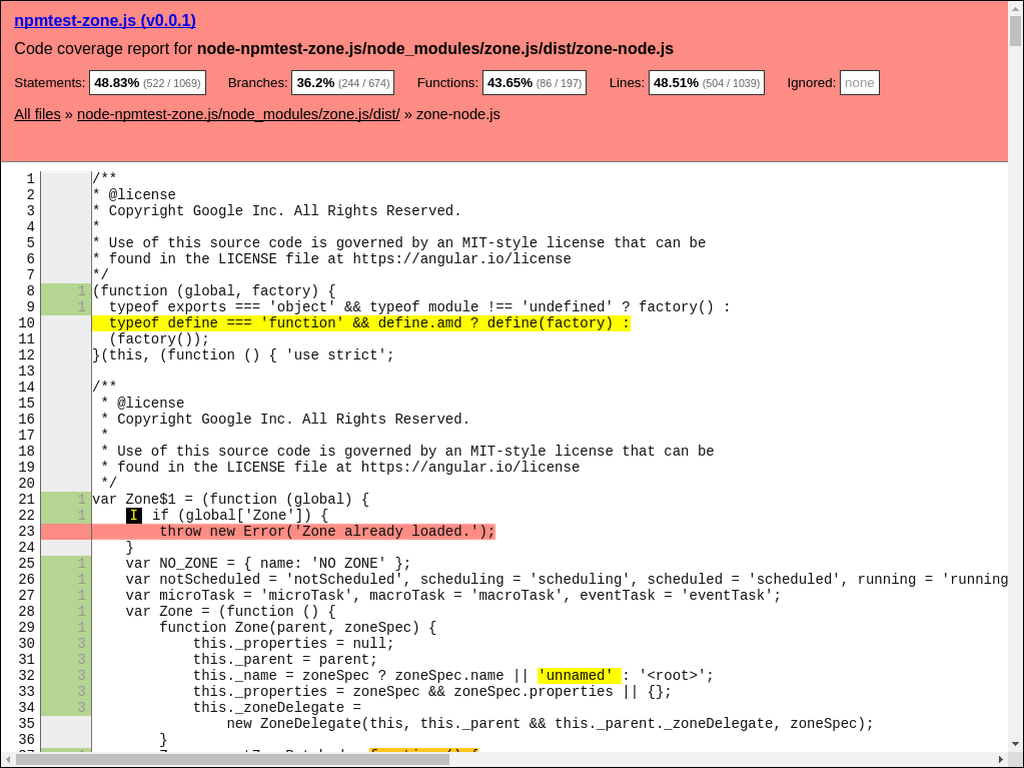 npmtest-zone.js (v0.0.1)
Code coverage report for node-npmtest-zone.js/node_modules/zone.js/dist/zone-node.js
Statements: 48.83% (522 / 1069) Branches: 36.2% (244 / 674) Functions: 43.65% (86 / 197) Lines: 48.51% (504 / 1039) Ignored: none
All files » node-npmtest-zone.js/node_modules/zone.js/dist/ » zone-node.js
1 /**
2 * @license
3 * Copyright Google Inc. All Rights Reserved.
4 *
5 * Use of this source code is governed by an MIT-style license that can be
6 * found in the LICENSE file at https://angular.io/license
7 */
8 1 (function (global, factory) {
9 1 typeof exports === 'object' && typeof module !== 'undefined' ? factory() :
10 typeof define === 'function' && define.amd ? define(factory) :
11 (factory());
12 }(this, (function () { 'use strict';
13
14 /**
15 * @license
16 * Copyright Google Inc. All Rights Reserved.
17 *
18 * Use of this source code is governed by an MIT-style license that can be
19 * found in the LICENSE file at https://angular.io/license
20 */
21 1 var Zone$1 = (function (global) {
22 1 I if (global['Zone']) {
23 throw new Error('Zone already loaded.');
24 }
25 1 var NO_ZONE = { name: 'NO ZONE' };
26 1 var notScheduled = 'notScheduled', scheduling = 'scheduling', scheduled = 'scheduled', running = 'running
27 1 var microTask = 'microTask', macroTask = 'macroTask', eventTask = 'eventTask';
28 1 var Zone = (function () {
29 1 function Zone(parent, zoneSpec) {
30 3 this._properties = null;
31 3 this._parent = parent;
32 3 this._name = zoneSpec ? zoneSpec.name || 'unnamed' : '<root>';
33 3 this._properties = zoneSpec && zoneSpec.properties || {};
34 3 this._zoneDelegate =
35 new ZoneDelegate(this, this._parent && this._parent._zoneDelegate, zoneSpec);
36 }